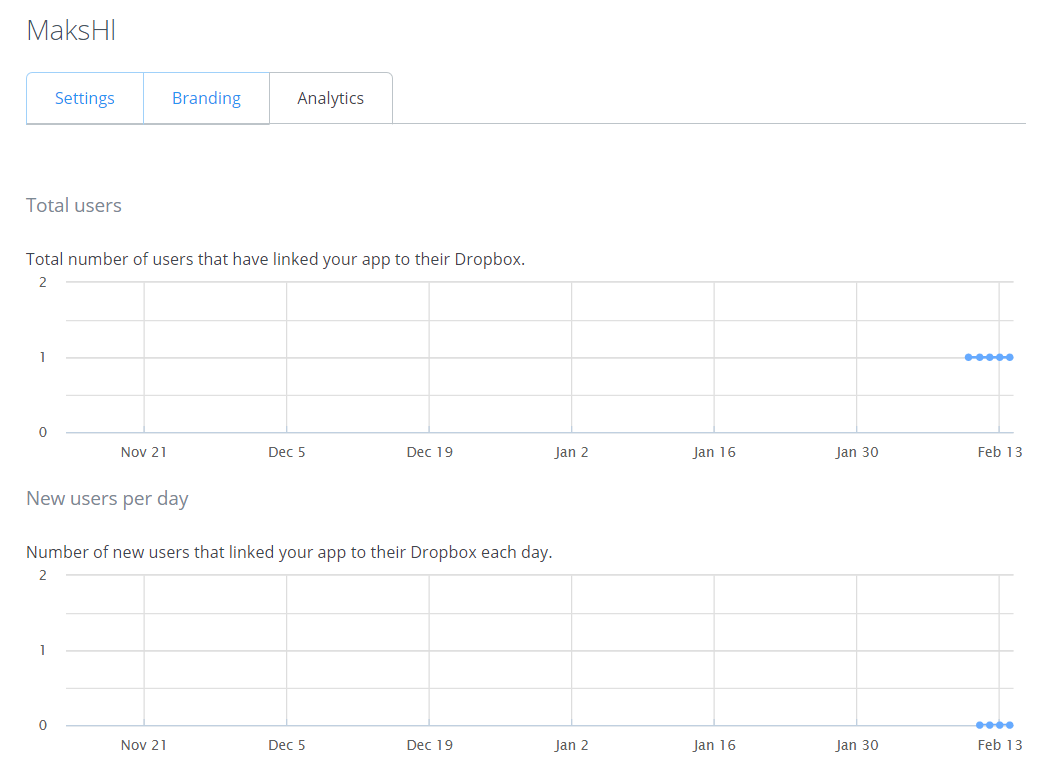 MaksHl
Settings Branding Analytics
Total users
Total number of users that have linked your app to their Dropbox.
2
1
0
Nov 21 Dec 5 Dec 19 Jan 2 Jan 16 Jan 30 Feb 13
New users per day
Number of new users that linked your app to their Dropbox each day.
2
1
0
Nov 21 Dec 5 Dec 19 Jan 2 Jan 16 Jan 30 Feb 13